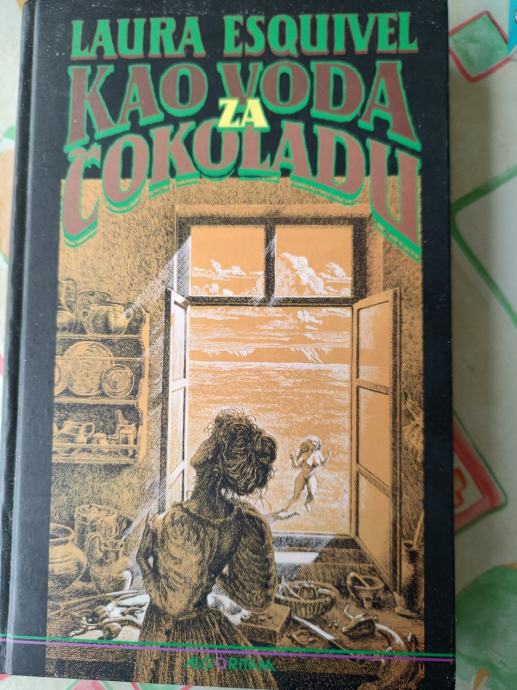 LAURA ESQUIVEL
KAO VODA
ZA
ČOKOLADU
ALGORITAM